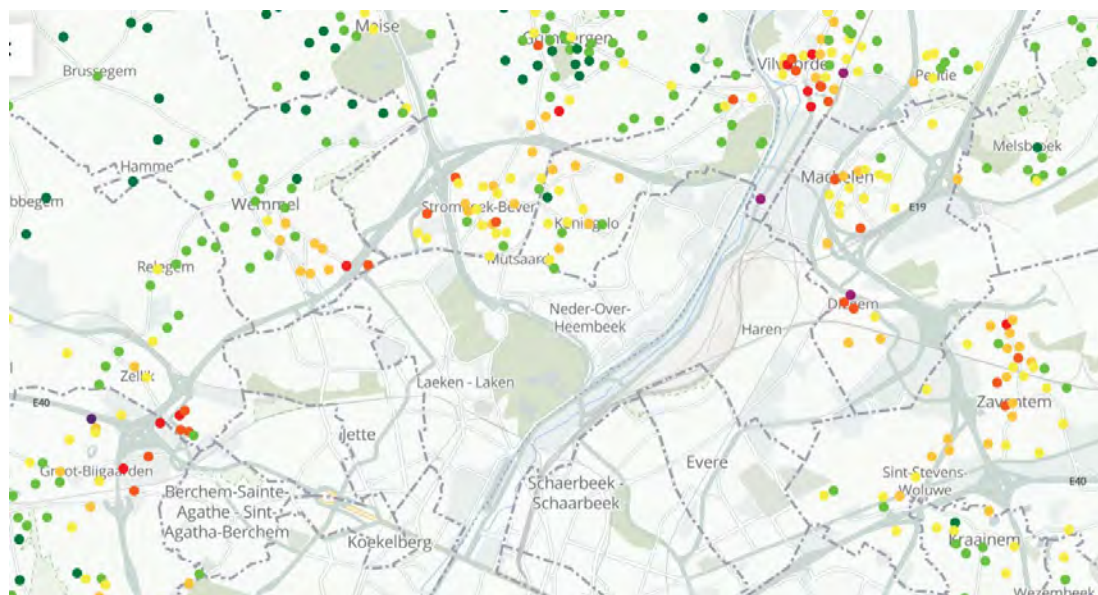 Meise
Grimbergen
Brussegem
Vilvoorde
Peutie
Melsbroek
Hamme
Machelen
Wemmel
Strombeek-Bever
E19
Koningslo
Relegem
Mutsaard
Diegem
Neder-Over-
Heembeek
Haren
Zellik
Laeken - Laken
E40
Zaventem
Jette
Evere
Groot-Bijgaarden
Sint-Stevens-
Woluwe
E40
Schaerbeek -
Schaarbeek
Berchem-Sainte-
Agathe - Sint-
Agatha-Berchem
Koekelberg
Kraainem
Wezembeek